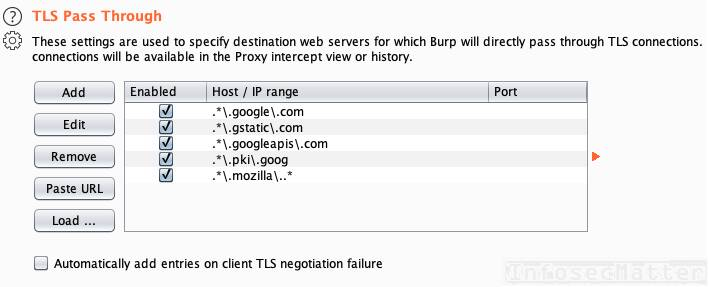 TLS Pass Through
These settings are used to specify destination web servers for which Burp will directly pass through TLS connections.
connections will be available in the Proxy intercept view or history.
Add
Edit
Remove
Paste URL
Load ...
Enabled Host / IP range Port
.*\.google\.com
.*\.gstatic\.com
.*\.googleapis\.com
.*\.pki\.goog
.*\.mozilla\..*
Automatically add entries on client TLS negotiation failure
InfosecMatter